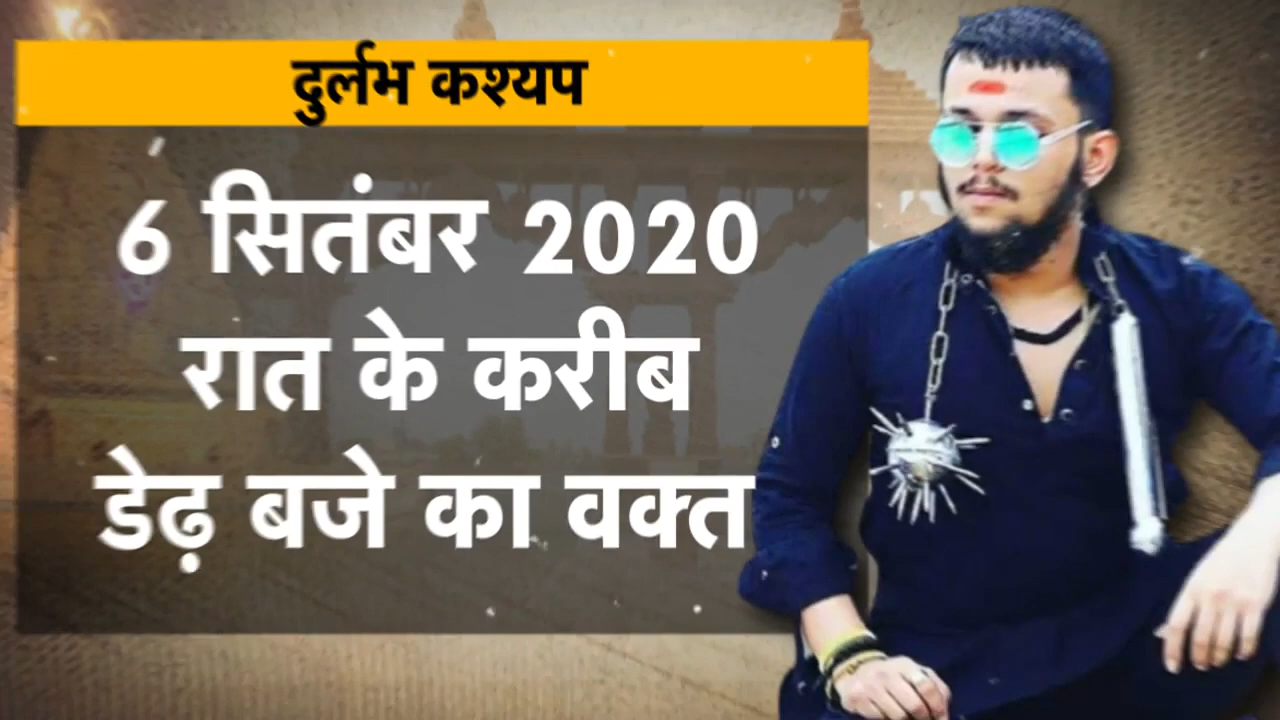 दुर्लभ कश्यप
6 सितंबर 2020
रात के करीब
डेढ़ बजे का वक्त